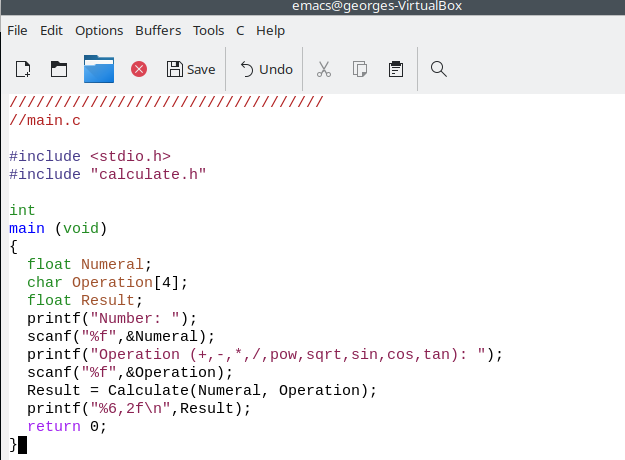 emacs@georges-VirtualBox
File Edit Options Buffers Tools C Help
Save Undo
///////////////////////////////////
//main.c
#include <stdio.h>
#include "calculate.h"
int
main (void)
{
float Numeral;
char Operation[4];
float Result;
printf("Number: ");
scanf("%f",&Numeral);
printf("Operation (+,-,*,/,pow,sqrt,sin,cos,tan): ");
scanf("%f",&Operation);
Result = Calculate(Numeral, Operation);
printf("%6,2f\n",Result);
return 0;
}